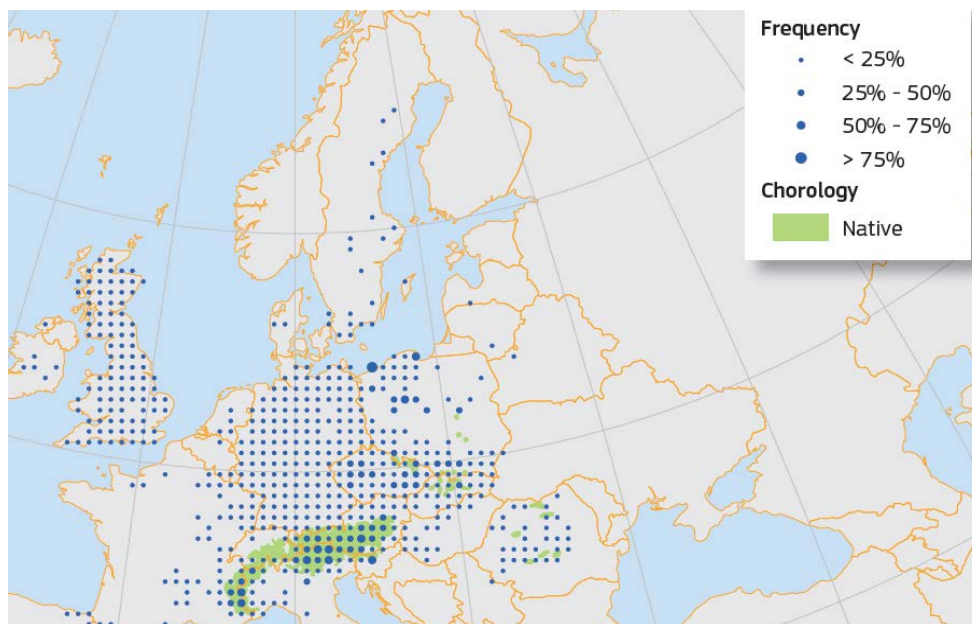 Frequency
< 25%
25% - 50%
50% - 75%
> 75%
Chorology
Native